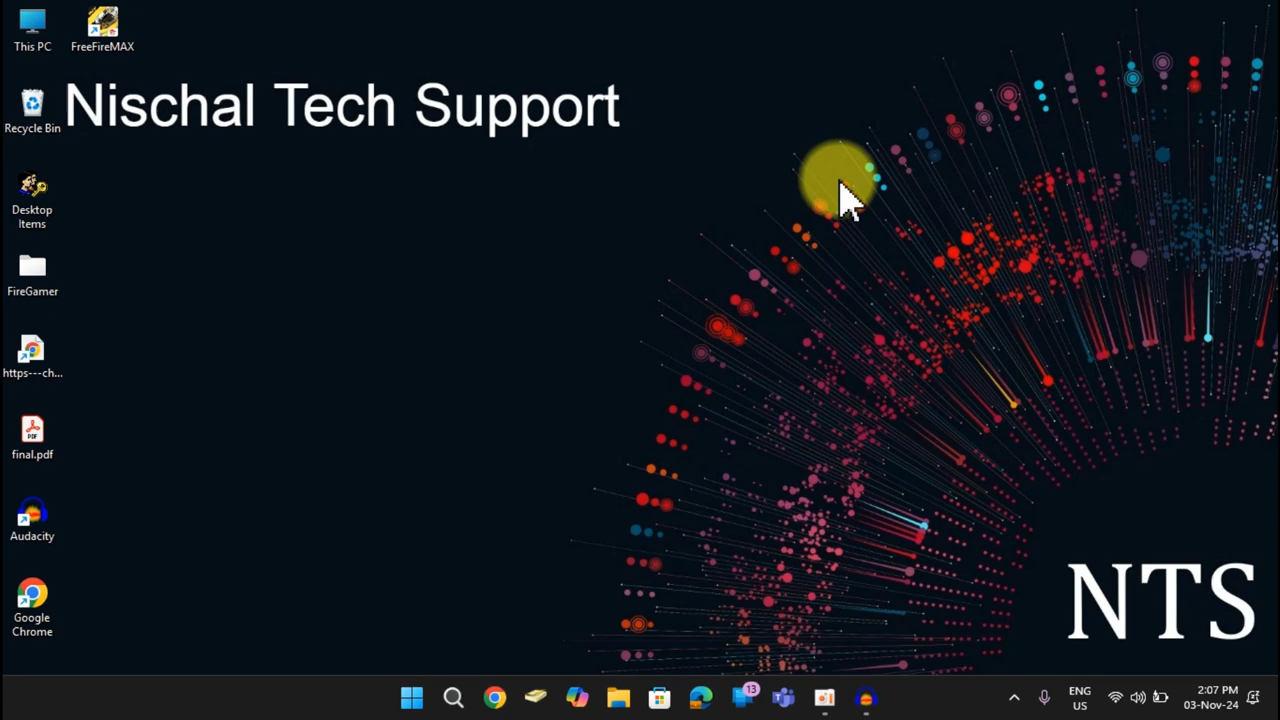 This PC
FreeFireMAX
Nischal Tech Support
Recycle Bin
Desktop
Items
FireGamer
https---ch...
PDF
final.pdf
Audacity
Google
Chrome
NTS
13
ENG
US
2:07 PM
03-Nov-24